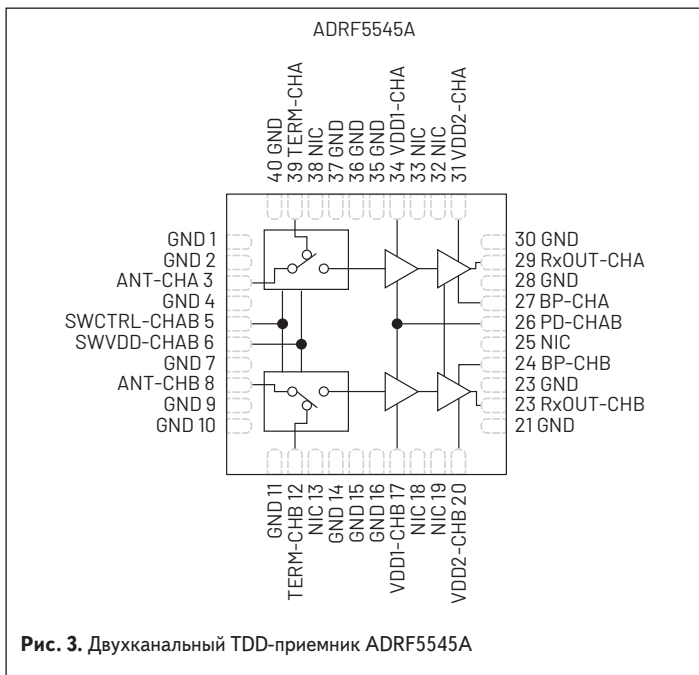 ADRF5545A
40 GND
39 TERM-CHA
38 NIC
37 GND
36 GND
35 GND
34 VDD1-CHA
33 NIC
32 NIC
31 VDD2-CHA
GND 1
GND 2
ANT-CHA 3
GND 4
SWCTRL-CHAB 5
SWVDD-CHAB 6
GND 7
ANT-CHB 8
GND 9
GND 10
30 GND
29 RxOUT-CHA
28 GND
27 BP-CHA
26 PD-CHAB
25 NIC
24 BP-CHB
23 GND
23 RxOUT-CHB
21 GND
GND 11
TERM-CHB 12
NIC 13
GND 14
GND 15
GND 16
VDD1-CHB 17
NIC 18
NIC 19
VDD2-CHB 20
Рис. 3. Двухканальный TDD-приемник ADRF5545A